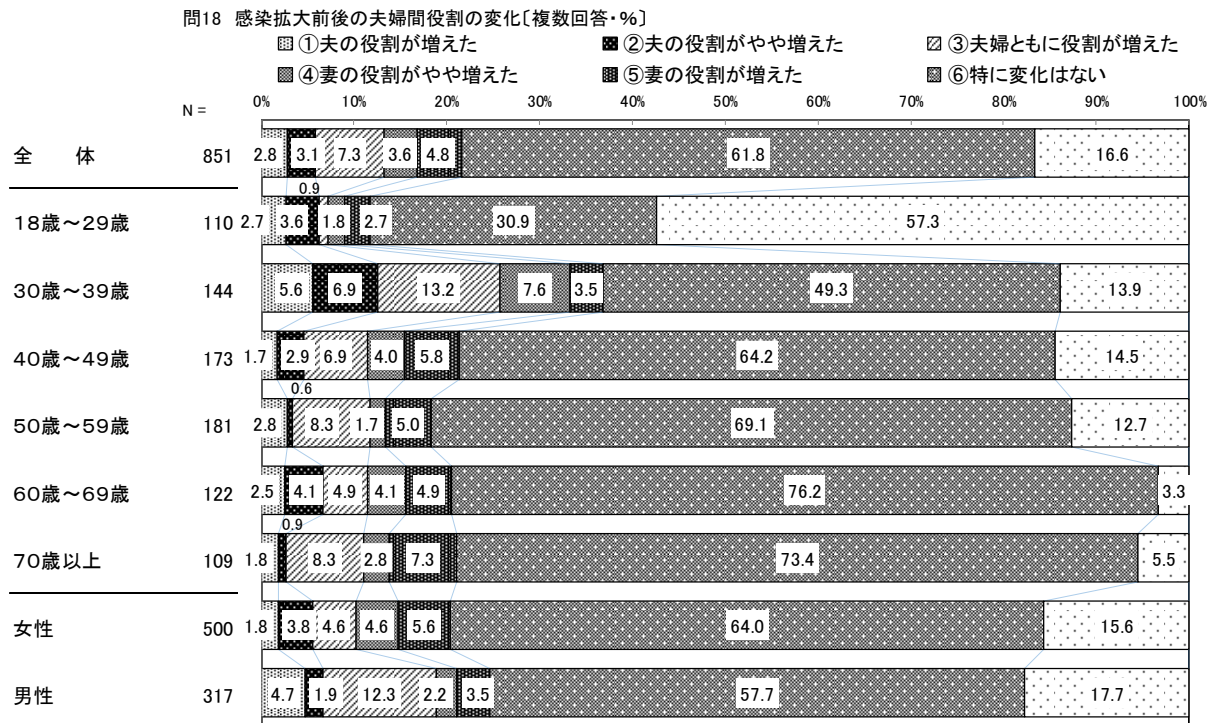 問18 感染拡大前後の夫婦間役割の変化〔複数回答・%〕
①夫の役割が増えた ②夫の役割がやや増えた ③夫婦ともに役割が増えた
④妻の役割がやや増えた ⑤妻の役割が増えた ⑥特に変化はない
N = 0% 10% 20% 30% 40% 50% 60% 70% 80% 90% 100%
全 体 851 2.8 3.1 7.3 3.6 4.8 61.8 16.6
0.9
18歳~29歳 110 2.7 3.6 1.8 2.7 30.9 57.3
30歳~39歳 144 5.6 6.9 13.2 7.6 3.5 49.3 13.9
40歳~49歳 173 1.7 2.9 6.9 4.0 5.8 64.2 14.5
0.6
50歳~59歳 181 2.8 8.3 1.7 5.0 69.1 12.7
60歳~69歳 122 2.5 4.1 4.9 4.1 4.9 76.2 3.3
0.9
70歳以上 109 1.8 8.3 2.8 7.3 73.4 5.5
女性 500 1.8 3.8 4.6 4.6 5.6 64.0 15.6
男性 317 4.7 1.9 12.3 2.2 3.5 57.7 17.7